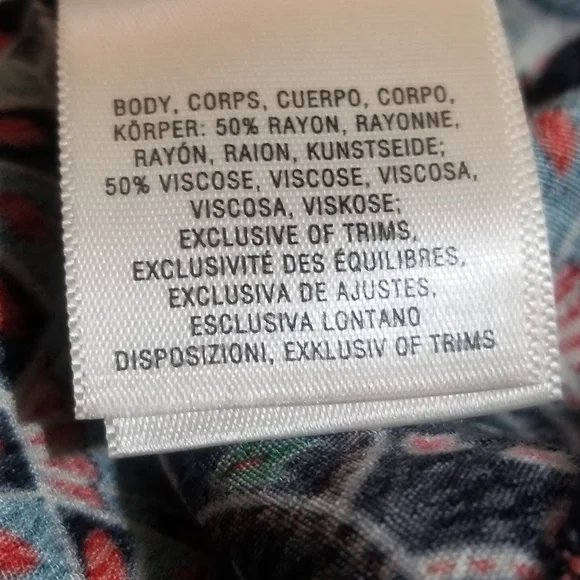 BODY, CORPS, CUERPO, CORPO,
KÖRPER: 50% RAYON, RAYONNE,
RAYÓN, RAION, KUNSTSEIDE;
50% VISCOSE, VISCOSE, VISCOSA,
VISCOSA, VISKOSE;
EXCLUSIVE OF TRIMS,
EXCLUSIVITÉ DES ÉQUILIBRES,
EXCLUSIVA DE AJUSTES,
ESCLUSIVA LONTANO
DISPOSIZIONI, EXKLUSIV OF TRIMS